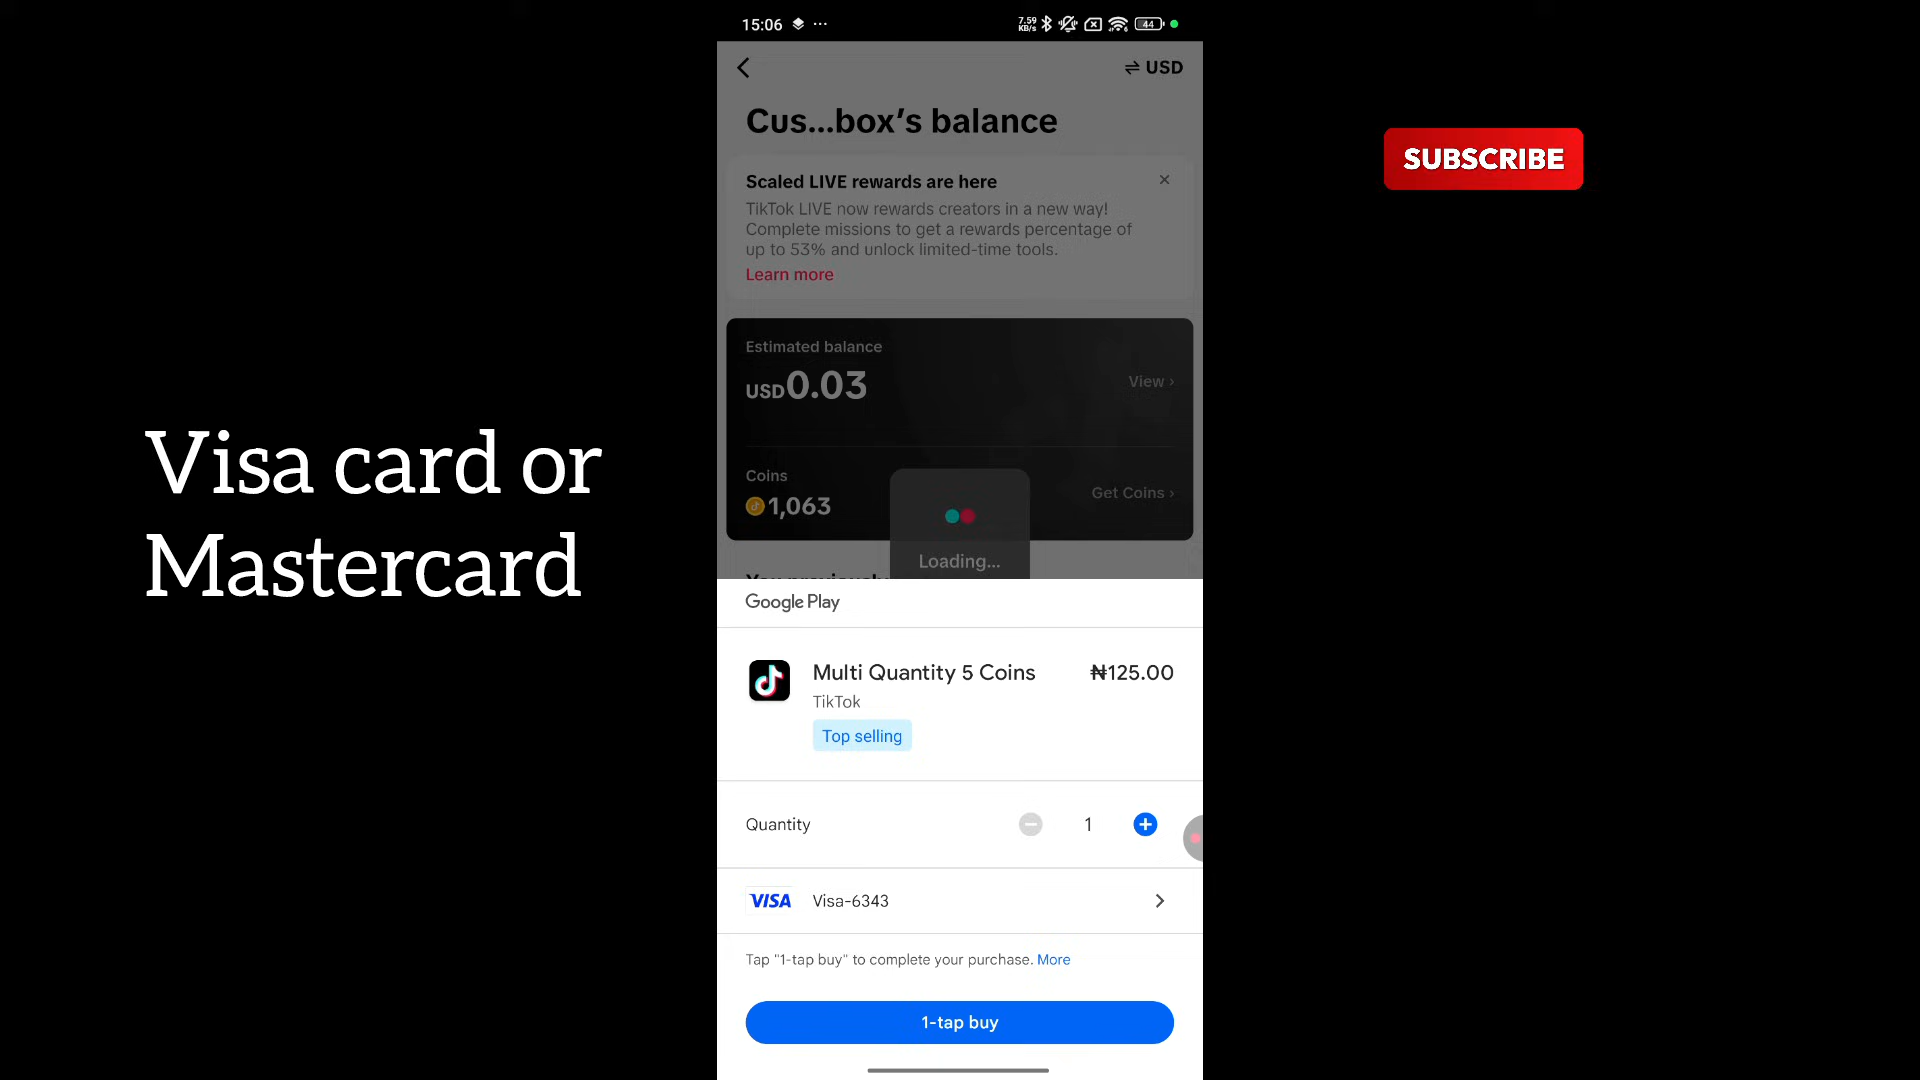 15:06
7.59
KB/s
44
USD
Cus...box's balance
Scaled LIVE rewards are here
TikTok LIVE now rewards creators in a new way!
Complete missions to get a rewards percentage of
up to 53% and unlock limited-time tools.
Learn more
SUBSCRIBE
Estimated balance
USD0.03
View ›
Coins
1,063
Get Coins ›
Loading...
Visa card or
Mastercard
Google Play
Multi Quantity 5 Coins
₦125.00
TikTok
Top selling
Quantity
1
VISA
Visa-6343
Tap "1-tap buy" to complete your purchase. More
1-tap buy